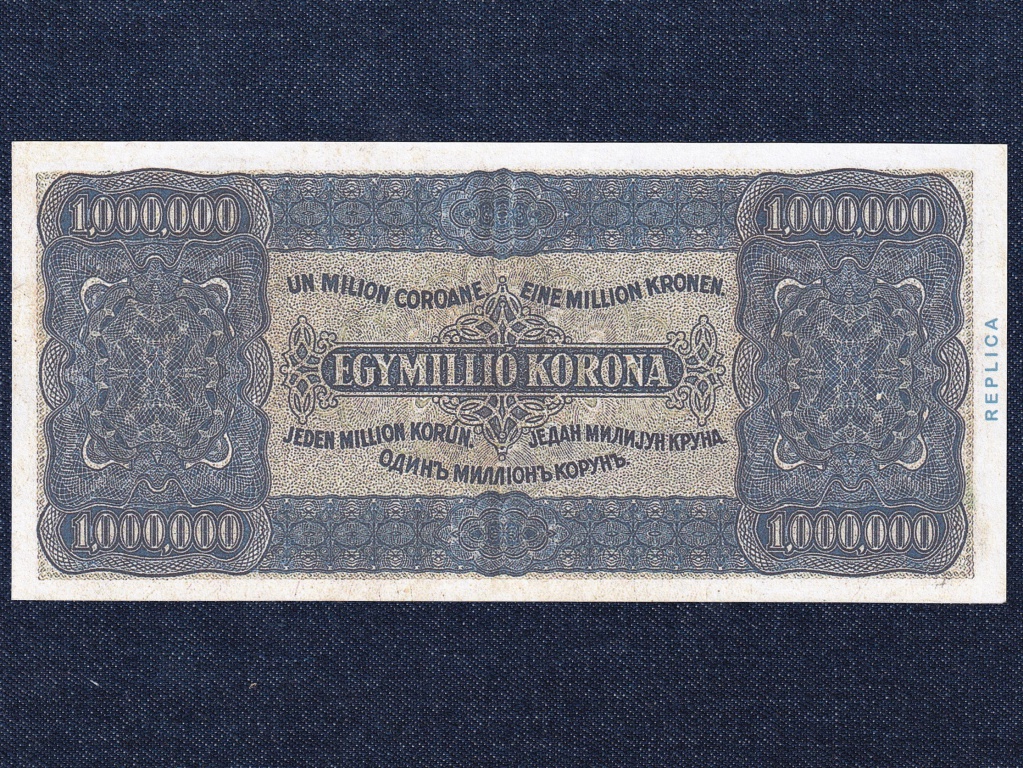 1,000,000 1,000,000
UN MILION COROANE. EINE MILLION KRONEN.
EGYMILLIÓ KORONA
JEDEN MILLION KORUN. ЈЕДАН МИЛИЈУН КРУНА.
ОДИНЪ МИЛЛІОНЪ КОРУНЪ.
1,000,000 1,000,000
REPLICA